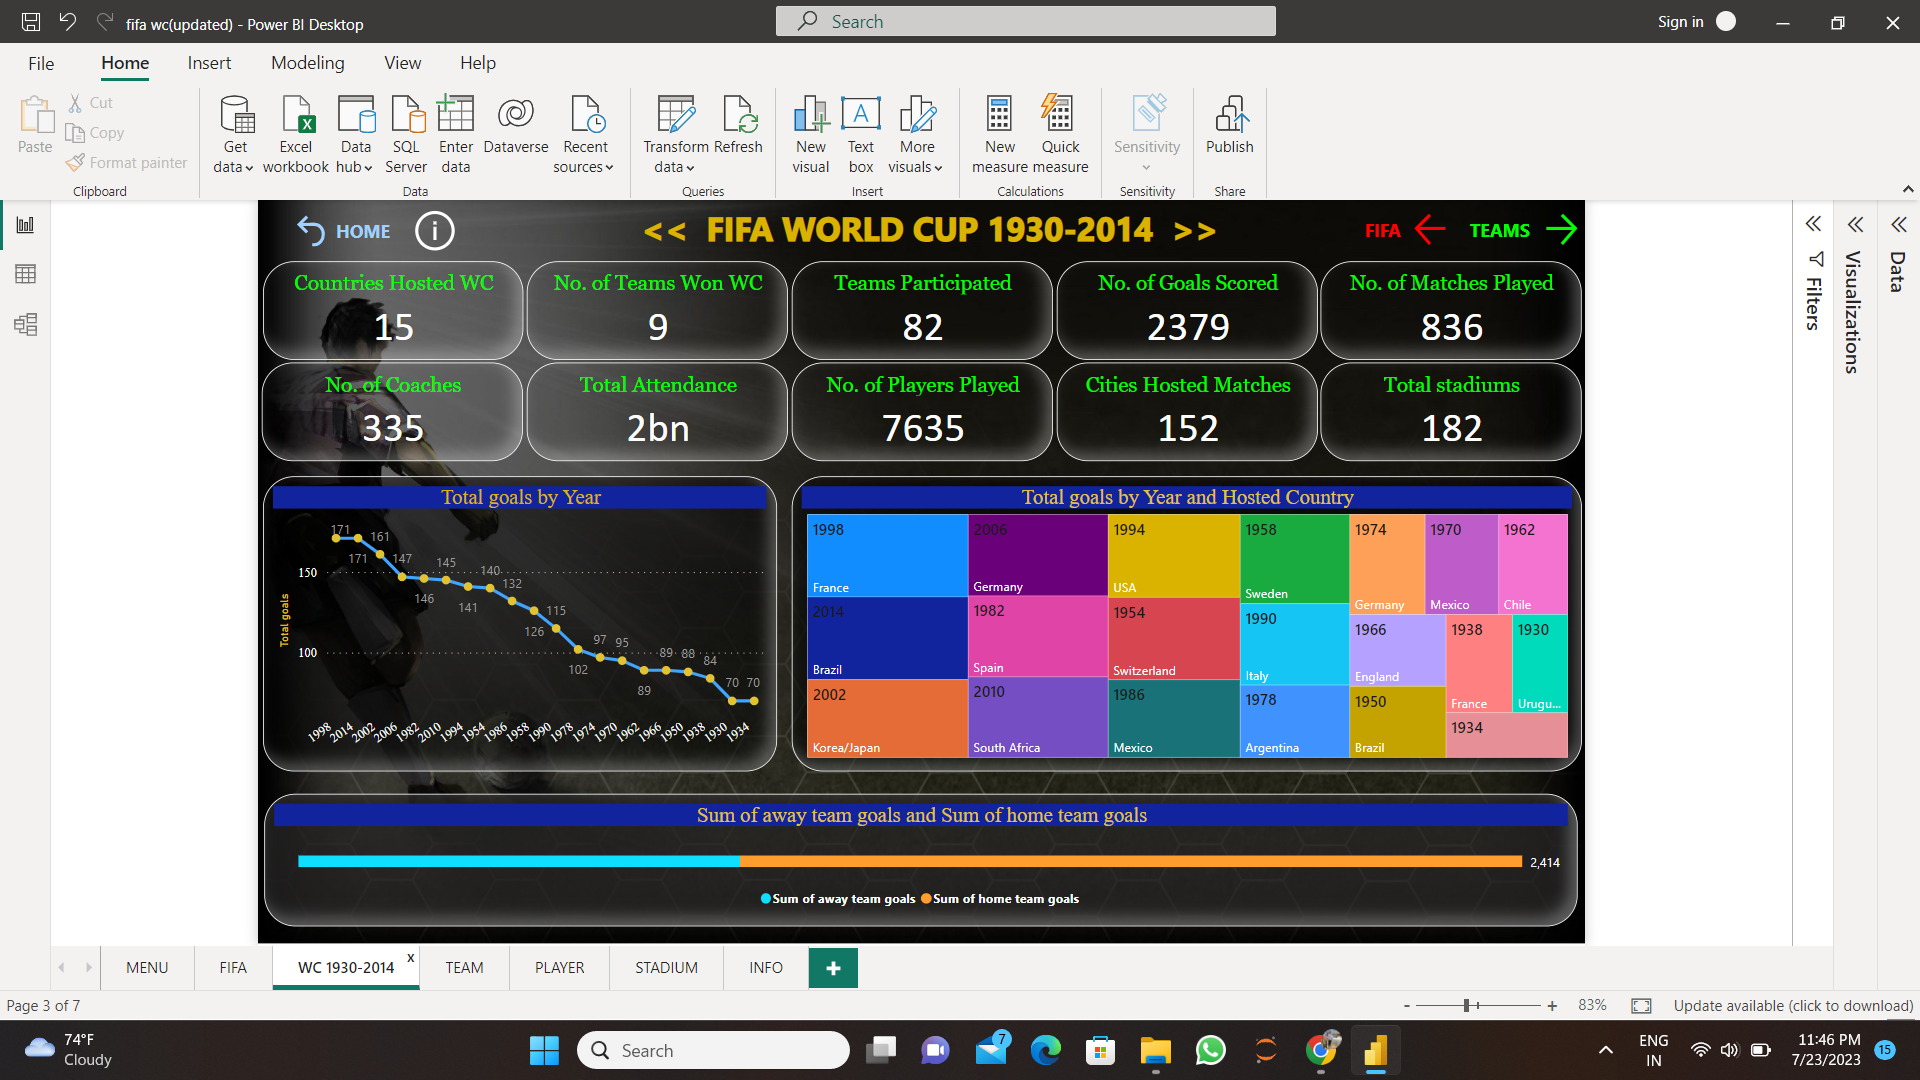 fifa wc(updated) - Power BI Desktop
Search
Sign in
File Home Insert Modeling View Help
Paste
Cut
Copy
Format painter
Clipboard
Get data
Excel workbook
Data hub
SQL Server
Enter data
Dataverse
Recent sources
Data
Transform data
Refresh
Queries
New visual
Text box
More visuals
Insert
New measure
Quick measure
Calculations
Sensitivity
Sensitivity
Publish
Share
HOME
i
<< FIFA WORLD CUP 1930-2014 >>
FIFA
TEAMS
Countries Hosted WC
15
No. of Teams Won WC
9
Teams Participated
82
No. of Goals Scored
2379
No. of Matches Played
836
No. of Coaches
335
Total Attendance
2bn
No. of Players Played
7635
Cities Hosted Matches
152
Total stadiums
182
Total goals by Year
Total goals
150
100
171
171
161
147
146
145
141
140
132
126
115
102
97
95
89
89
88
84
70
70
1998
2014
2002
2006
1982
2010
1994
1954
1986
1958
1990
1978
1974
1970
1962
1966
1950
1938
1930
1934
Total goals by Year and Hosted Country
1998
France
2014
Brazil
2002
Korea/Japan
2006
Germany
1982
Spain
2010
South Africa
1994
USA
1954
Switzerland
1986
Mexico
1958
Sweden
1990
Italy
1978
Argentina
1974
Germany
1970
Mexico
1962
Chile
1966
England
1950
Brazil
1938
France
1930
Urugu...
1934
Sum of away team goals and Sum of home team goals
2,414
Sum of away team goals Sum of home team goals
Filters
Visualizations
Data
MENU FIFA WC 1930-2014 x TEAM PLAYER STADIUM INFO +
Page 3 of 7
- + 83%
Update available (click to download)
74°F
Cloudy
Search
7
ENG
IN
11:46 PM
7/23/2023
15